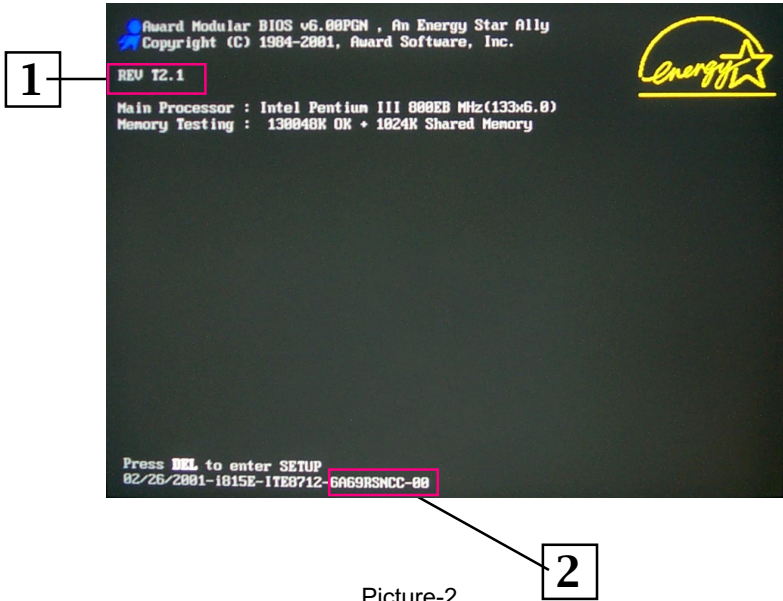 Award Modular BIOS v6.00PGN , An Energy Star Ally
Copyright (C) 1984-2001, Award Software, Inc.
energy
1
REV T2.1
Main Processor : Intel Pentium III 800EB MHz(133x6.0)
Memory Testing : 130048K OK + 1024K Shared Memory
Press DEL to enter SETUP
02/26/2001-i815E-ITE8712-6A69RSNCC-00
2
Picture-2